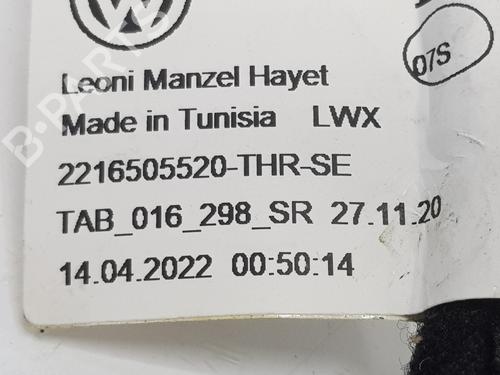 07S
Leoni Manzel Hayet
Made in Tunisia LWX
2216505520-THR-SE
TAB_016_298_SR 27.11.20
14.04.2022 00:50:14
B-PARTS